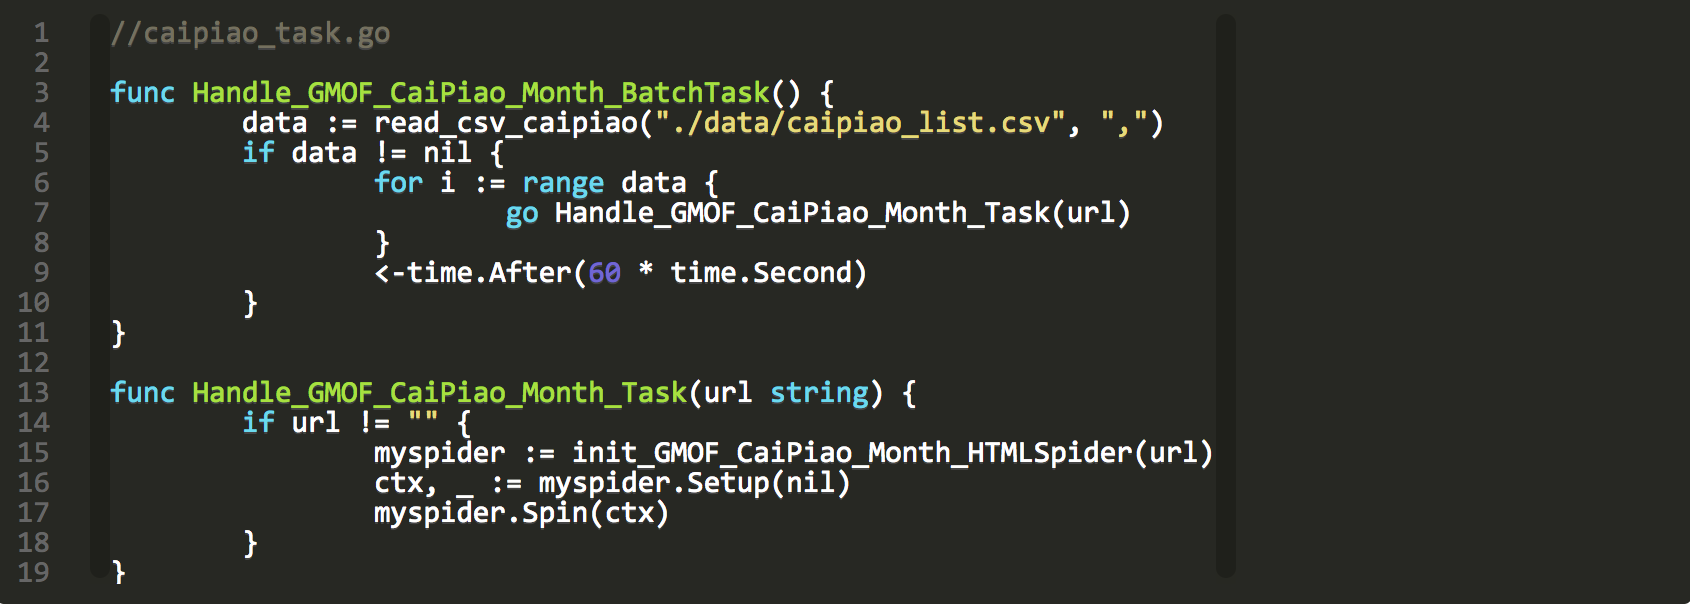 1 //caipiao_task.go
2
3 func Handle_GMOF_CaiPiao_Month_BatchTask() {
4 data := read_csv_caipiao("./data/caipiao_list.csv", ",")
5 if data != nil {
6 for i := range data {
7 go Handle_GMOF_CaiPiao_Month_Task(url)
8 }
9 <-time.After(60 * time.Second)
10 }
11 }
12
13 func Handle_GMOF_CaiPiao_Month_Task(url string) {
14 if url != "" {
15 myspider := init_GMOF_CaiPiao_Month_HTMLSpider(url)
16 ctx, _ := myspider.Setup(nil)
17 myspider.Spin(ctx)
18 }
19 }